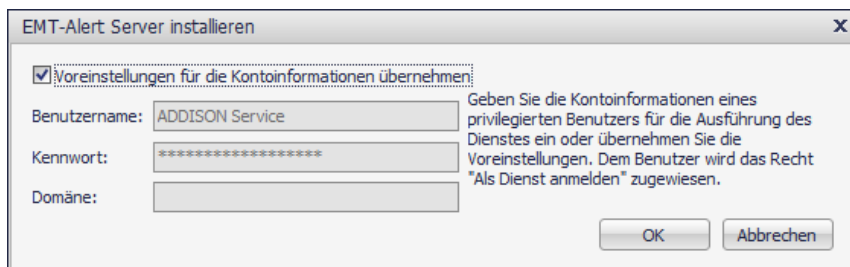 EMT-Alert Server installieren
X
Voreinstellungen für die Kontoinformationen übernehmen
Benutzername: ADDISON Service
Kennwort: ******************
Domäne:
Geben Sie die Kontoinformationen eines
privilegierten Benutzers für die Ausführung des
Dienstes ein oder übernehmen Sie die
Voreinstellungen. Dem Benutzer wird das Recht
"Als Dienst anmelden" zugewiesen.
OK Abbrechen